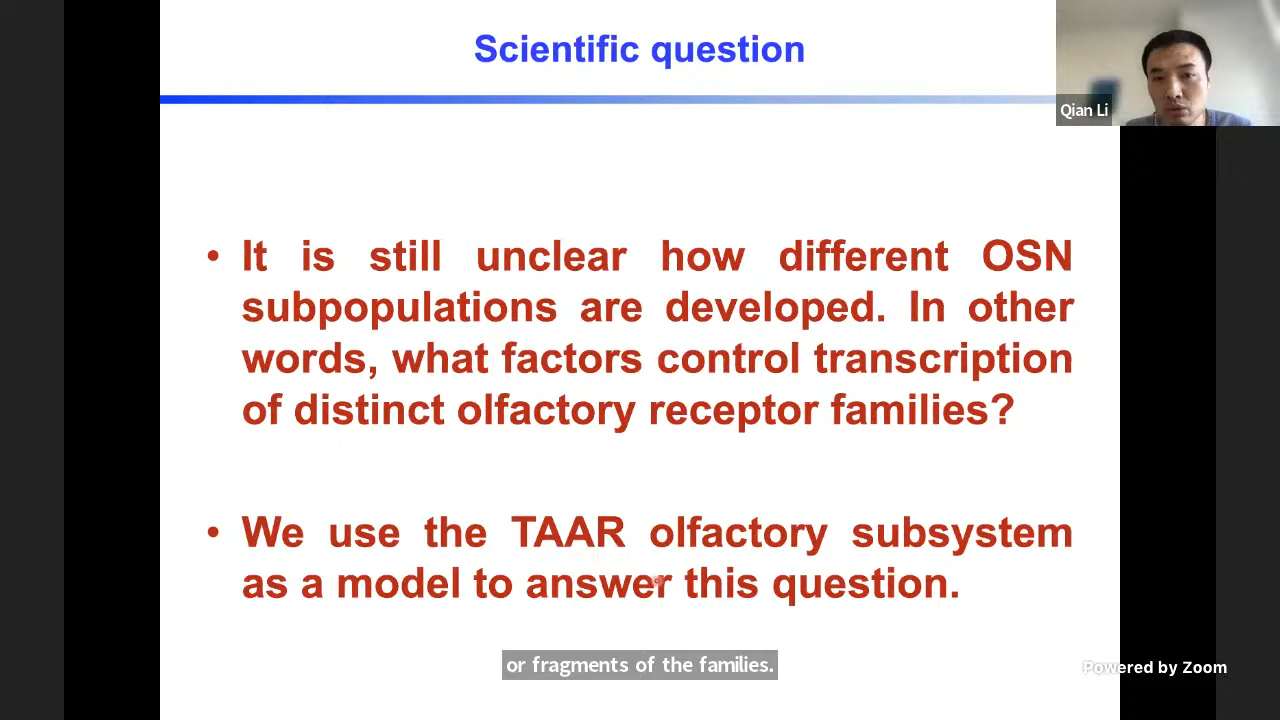 Scientific question
Qian Li
• It is still unclear how different OSN
subpopulations are developed. In other
words, what factors control transcription
of distinct olfactory receptor families?
• We use the TAAR olfactory subsystem
as a model to answer this question.
or fragments of the families.
Powered by Zoom